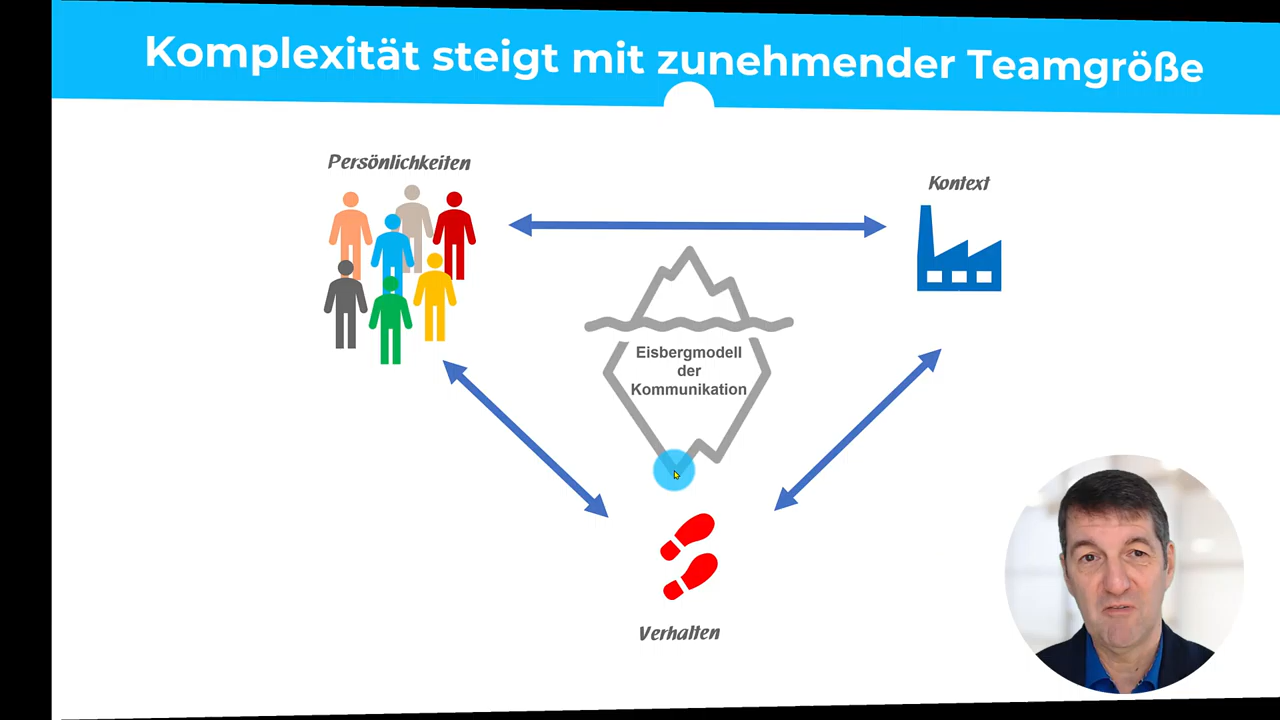 Komplexität steigt mit zunehmender Teamgröße
Persönlichkeiten
Kontext
Eisbergmodell
der
Kommunikation
Verhalten